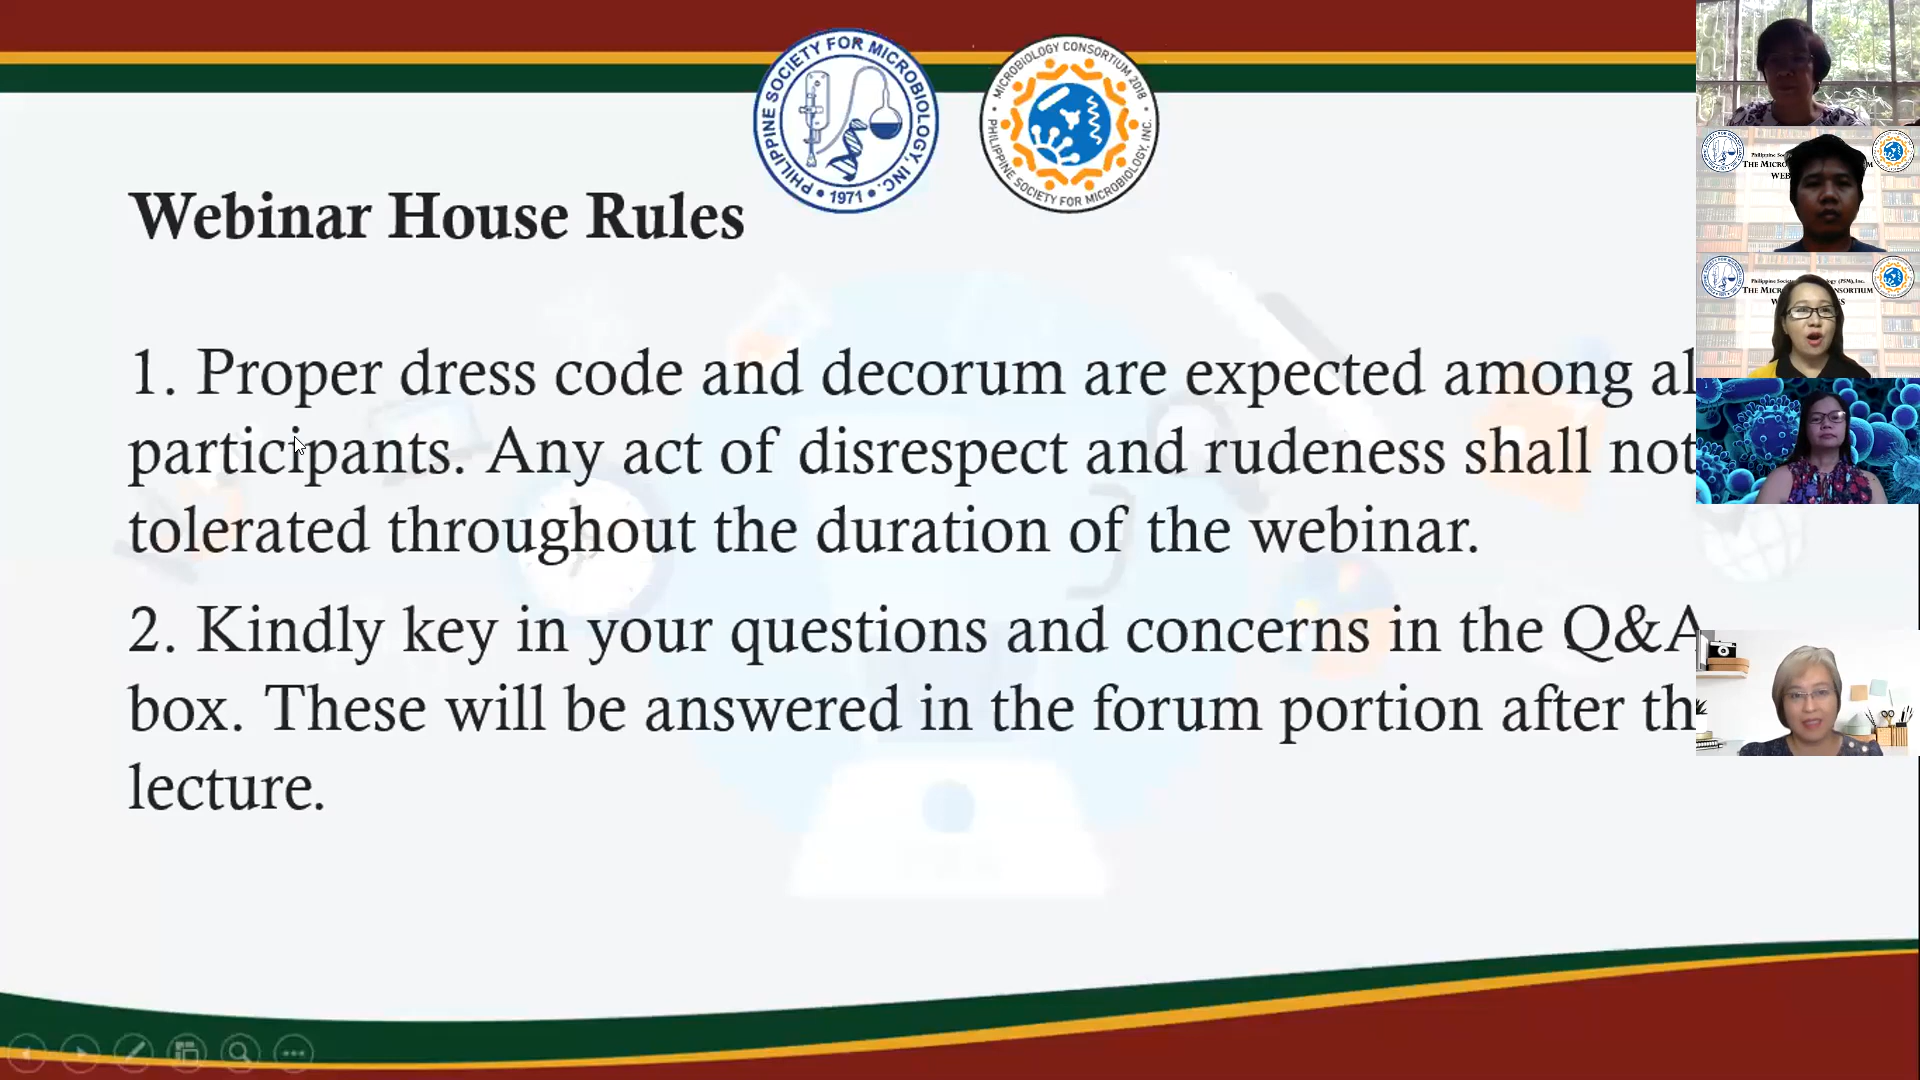 PHILIPPINE SOCIETY FOR MICROBIOLOGY, INC.
• 1971 •
MICROBIOLOGY CONSORTIUM 2018
PHILIPPINE SOCIETY FOR MICROBIOLOGY, INC.
Webinar House Rules
1. Proper dress code and decorum are expected among al
participants. Any act of disrespect and rudeness shall not
tolerated throughout the duration of the webinar.
2. Kindly key in your questions and concerns in the Q&A
box. These will be answered in the forum portion after th
lecture.